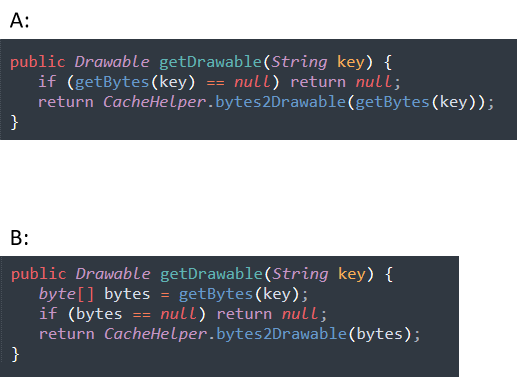 A:
public Drawable getDrawable(String key) {
if (getBytes(key) == null) return null;
return CacheHelper.bytes2Drawable(getBytes(key));
}
B:
public Drawable getDrawable(String key) {
byte[] bytes = getBytes(key);
if (bytes == null) return null;
return CacheHelper.bytes2Drawable(bytes);
}